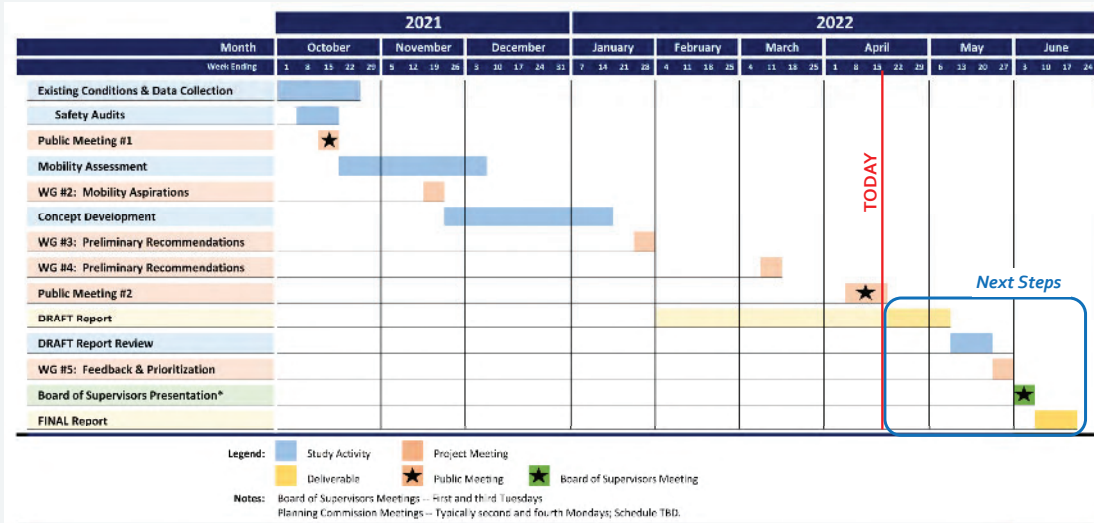 2021 2022
Month October November December January February March April May June
Week Ending 1 8 15 22 29 5 12 19 26 3 10 17 24 31 7 14 21 28 4 11 18 25 4 11 18 25 1 8 15 22 29 6 13 20 27 3 10 17 24
Existing Conditions & Data Collection
Safety Audits
Public Meeting #1
Mobility Assessment
TODAY
WG #2: Mobility Aspirations
Concept Development
WG #3: Preliminary Recommendations
WG #4: Preliminary Recommendations
Next Steps
Public Meeting #2
DRAFT Report
DRAFT Report Review
WG #5: Feedback & Prioritization
Board of Supervisors Presentation*
FINAL Report
Legend: Study Activity Project Meeting
Deliverable Public Meeting Board of Supervisors Meeting
Notes: Board of Supervisors Meetings -- First and third Tuesdays
Planning Commission Meetings -- Typically second and fourth Mondays; Schedule TBD.